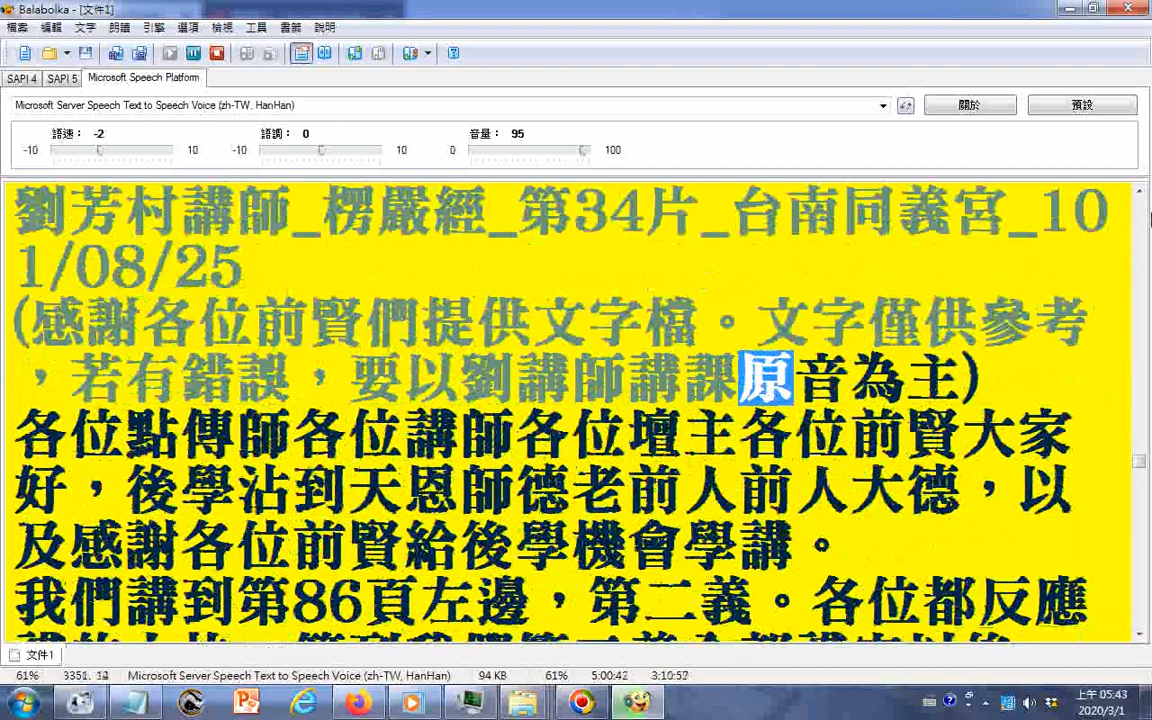 Balabolka - [文件1]
檔案 編輯 文字 朗讀 引擎 選項 檢視 工具 書籤 說明
SAPI 4 SAPI 5 Microsoft Speech Platform
Microsoft Server Speech Text to Speech Voice (zh-TW, HanHan) 關於 預設
語速： -2 語調： 0 音量： 95
-10 10 -10 10 0 100
劉芳村講師_楞嚴經_第34片_台南同義宮_10
1/08/25
(感謝各位前賢們提供文字檔。文字僅供參考
，若有錯誤，要以劉講師講課原音為主)
各位點傳師各位講師各位壇主各位前賢大家
好，後學沾到天恩師德老前人前人大德，以
及感謝各位前賢給後學機會學講。
我們講到第86頁左邊，第二義。各位都反應
文件1
61% 3351. 12 Microsoft Server Speech Text to Speech Voice (zh-TW, HanHan) 94 KB 61% 5:00:42 3:10:52
上午 05:43
2020/3/1